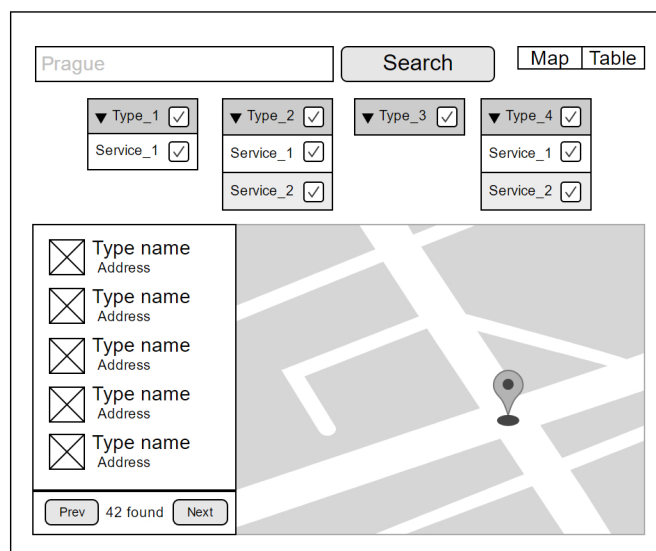 Prague
Search
Map Table
Type_1 Type_2 Type_3 Type_4
Service_1 Service_1 Service_1
Service_2 Service_2
Type name
Address
Type name
Address
Type name
Address
Type name
Address
Type name
Address
Prev 42 found Next